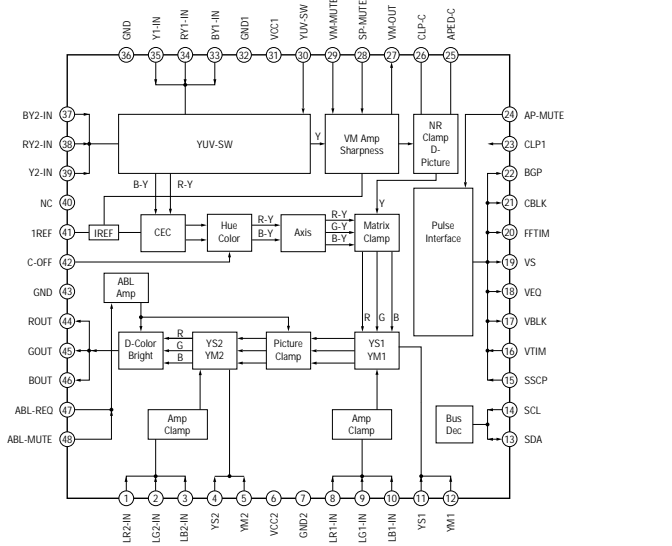 GND
Y1-IN
RY1-IN
BY1-IN
GND1
VCC1
YUV-SW
VM-MUTE
SP-MUTE
VM-OUT
CLP-C
APED-C
36
35
34
33
32
31
30
29
28
27
26
25
BY2-IN
37
RY2-IN
38
Y2-IN
39
NC
40
1REF
41
C-OFF
42
GND
43
ROUT
44
GOUT
45
BOUT
46
ABL-REQ
47
ABL-MUTE
48
YUV-SW
Y
VM Amp
Sharpness
NR
Clamp
D-
Picture
B-Y
R-Y
Y
IREF
CEC
Hue
Color
R-Y
B-Y
Axis
R-Y
G-Y
B-Y
Matrix
Clamp
Pulse
Interface
ABL
Amp
R
G
B
D-Color
Bright
R
G
B
YS2
YM2
Picture
Clamp
YS1
YM1
Amp
Clamp
Amp
Clamp
Bus
Dec
24
AP-MUTE
23
CLP1
22
BGP
21
CBLK
20
FFTIM
19
VS
18
VEQ
17
VBLK
16
VTIM
15
SSCP
14
SCL
13
SDA
1
2
3
4
5
6
7
8
9
10
11
12
LR2-IN
LG2-IN
LB2-IN
YS2
YM2
VCC2
GND2
LR1-IN
LG1-IN
LB1-IN
YS1
YM1